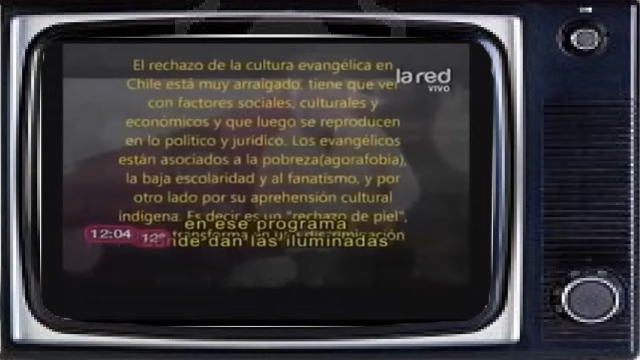 El rechazo de la cultura evangélica en
Chile está muy arraigado, tiene que ver
con factores sociales, culturales y
económicos y que luego se reproducen
en lo político y jurídico. Los evangélicos
están asociados a la pobreza(agorafobia),
la baja escolaridad y al fanatismo, y por
otro lado por su aprehensión cultural
indígena. Es decir es un "rechazo de piel",
transforma en discriminación
la red
vivo
en ese programa
dan las iluminadas
12:04 12°